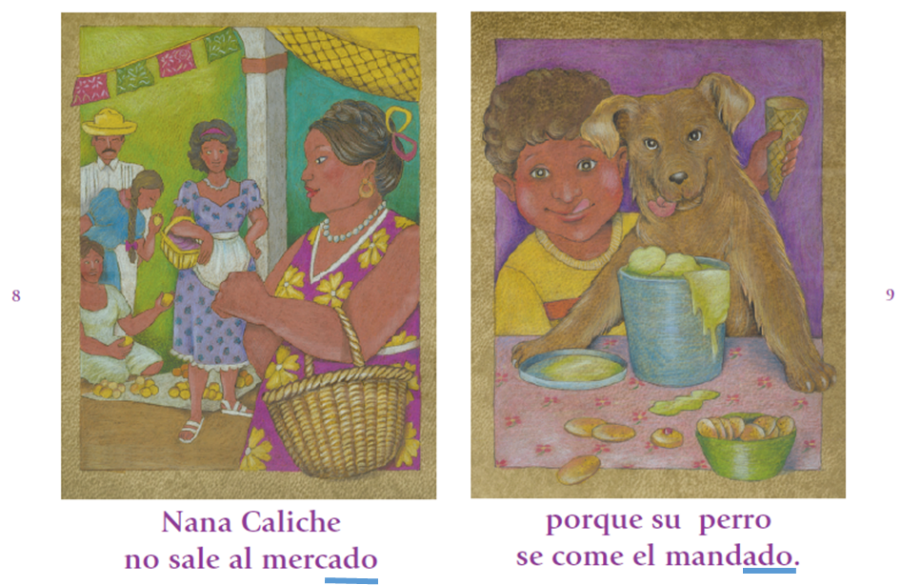 8
Nana Caliche
no sale al mercado
9
porque su perro
se come el mandado.